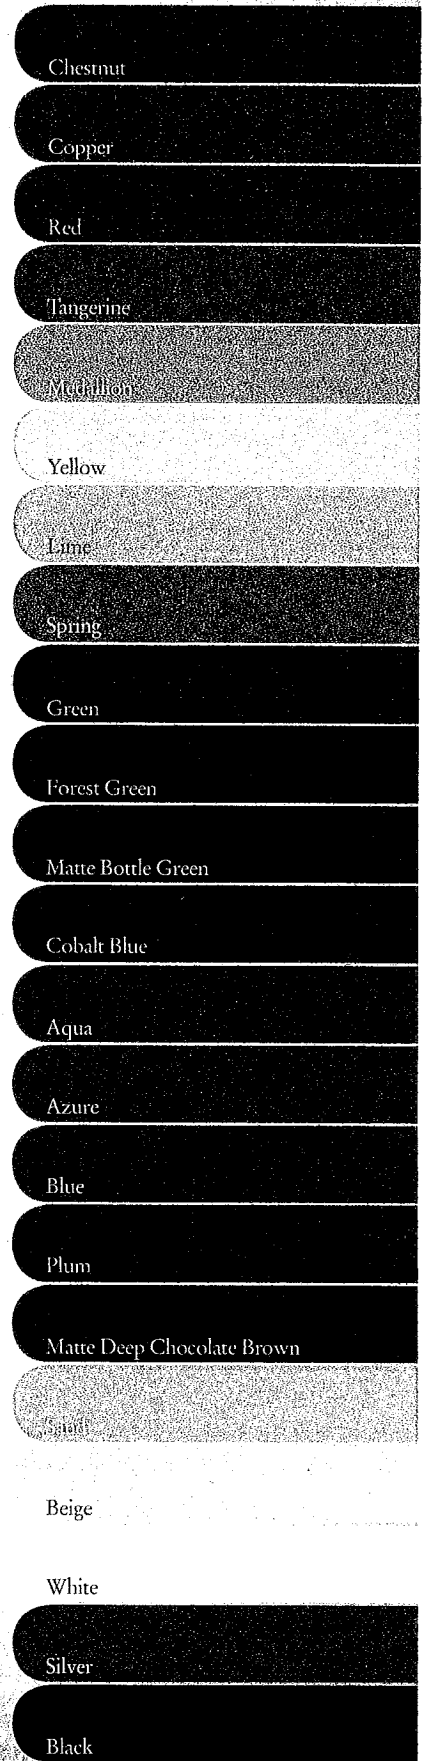 Chestnut
Copper
Red
Tangerine
Medallion
Yellow
Lime
Spring
Green
Forest Green
Matte Bottle Green
Cobalt Blue
Aqua
Azure
Blue
Plum
Matte Deep Chocolate Brown
Sand
Beige
White
Silver
Black